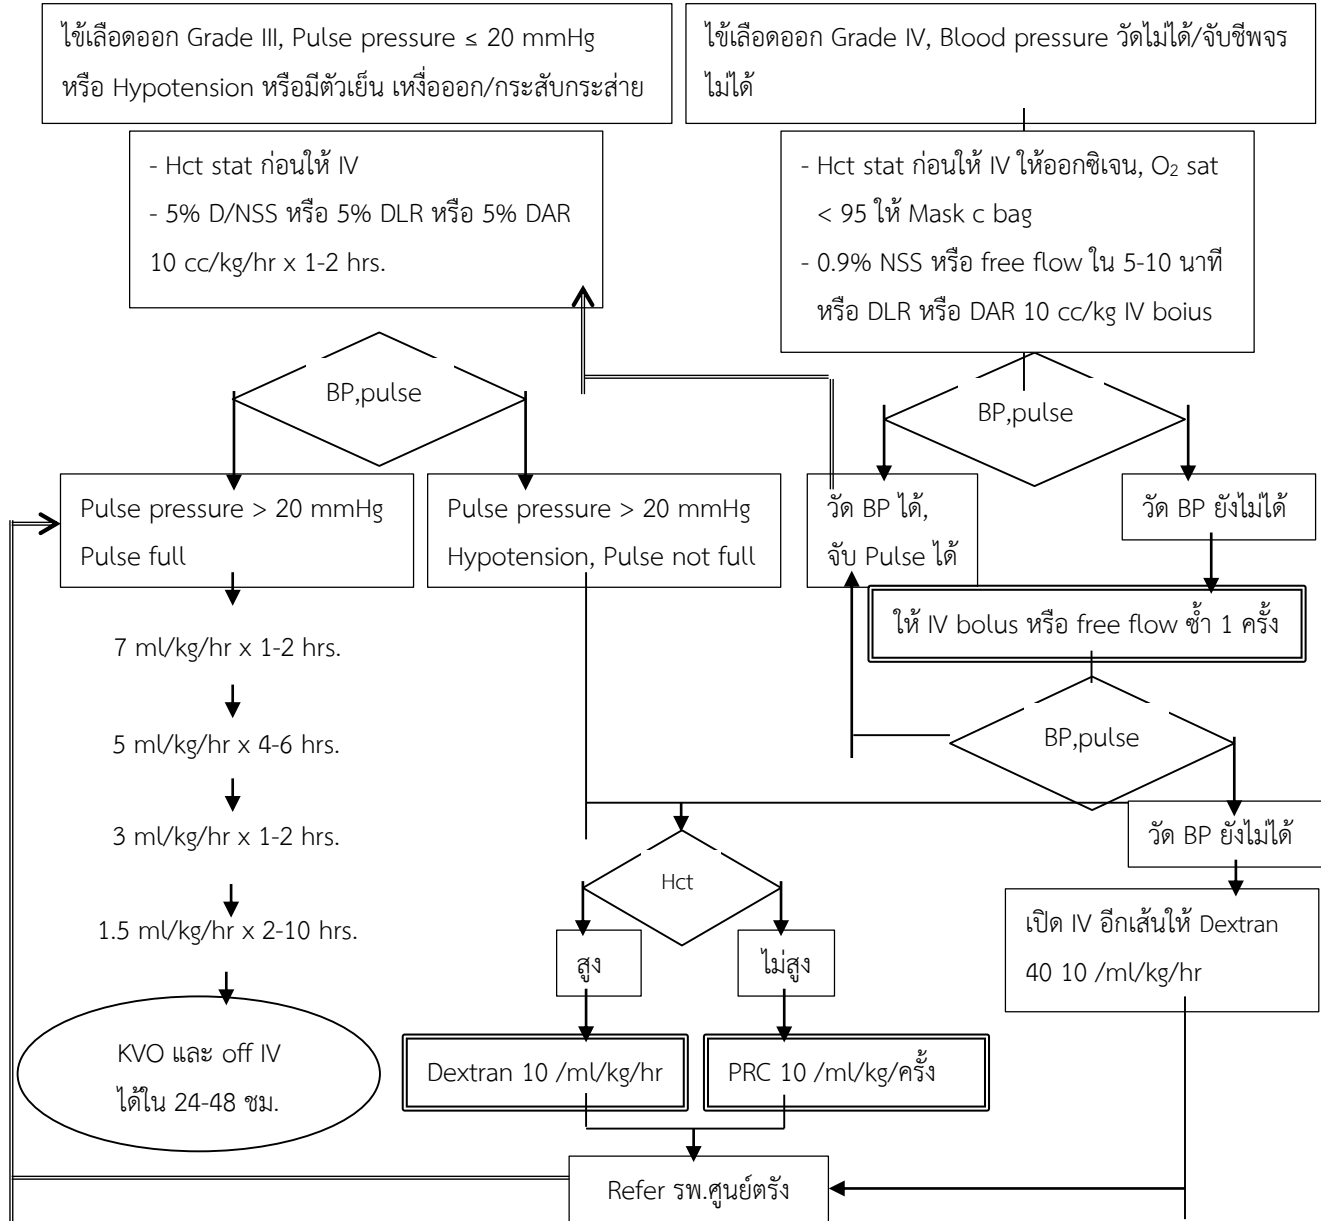 ไข้เลือดออก Grade III, Pulse pressure ≤ 20 mmHg
หรือ Hypotension หรือมีตัวเย็น เหงื่อออก/กระสับกระส่าย
ไข้เลือดออก Grade IV, Blood pressure วัดไม่ได้/จับชีพจร
ไม่ได้
- Hct stat ก่อนให้ IV
- 5% D/NSS หรือ 5% DLR หรือ 5% DAR
10 cc/kg/hr x 1-2 hrs.
- Hct stat ก่อนให้ IV ให้ออกซิเจน, O₂ sat
< 95 ให้ Mask c bag
- 0.9% NSS หรือ free flow ใน 5-10 นาที
หรือ DLR หรือ DAR 10 cc/kg IV boius
BP,pulse
BP,pulse
Pulse pressure > 20 mmHg
Pulse full
Pulse pressure > 20 mmHg
Hypotension, Pulse not full
วัด BP ได้,
จับ Pulse ได้
วัด BP ยังไม่ได้
ให้ IV bolus หรือ free flow ซ้ำ 1 ครั้ง
7 ml/kg/hr x 1-2 hrs.
5 ml/kg/hr x 4-6 hrs.
BP,pulse
3 ml/kg/hr x 1-2 hrs.
วัด BP ยังไม่ได้
Hct
1.5 ml/kg/hr x 2-10 hrs.
สูง
ไม่สูง
เปิด IV อีกเส้นให้ Dextran
40 10 /ml/kg/hr
KVO และ off IV
ได้ใน 24-48 ชม.
Dextran 10 /ml/kg/hr
PRC 10 /ml/kg/ครั้ง
Refer รพ.ศูนย์ตรัง